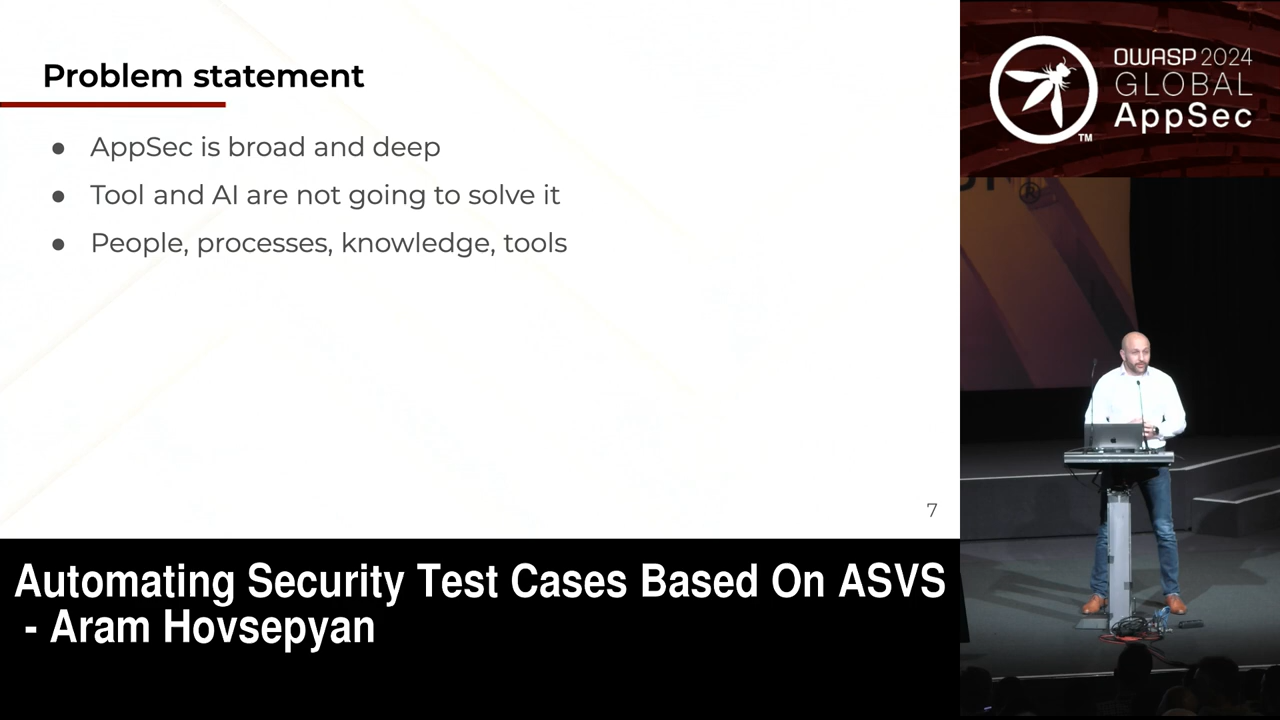 Problem statement
● AppSec is broad and deep
● Tool and AI are not going to solve it
● People, processes, knowledge, tools
7
Automating Security Test Cases Based On ASVS
- Aram Hovsepyan
OWASP 2024
GLOBAL
AppSec
TM